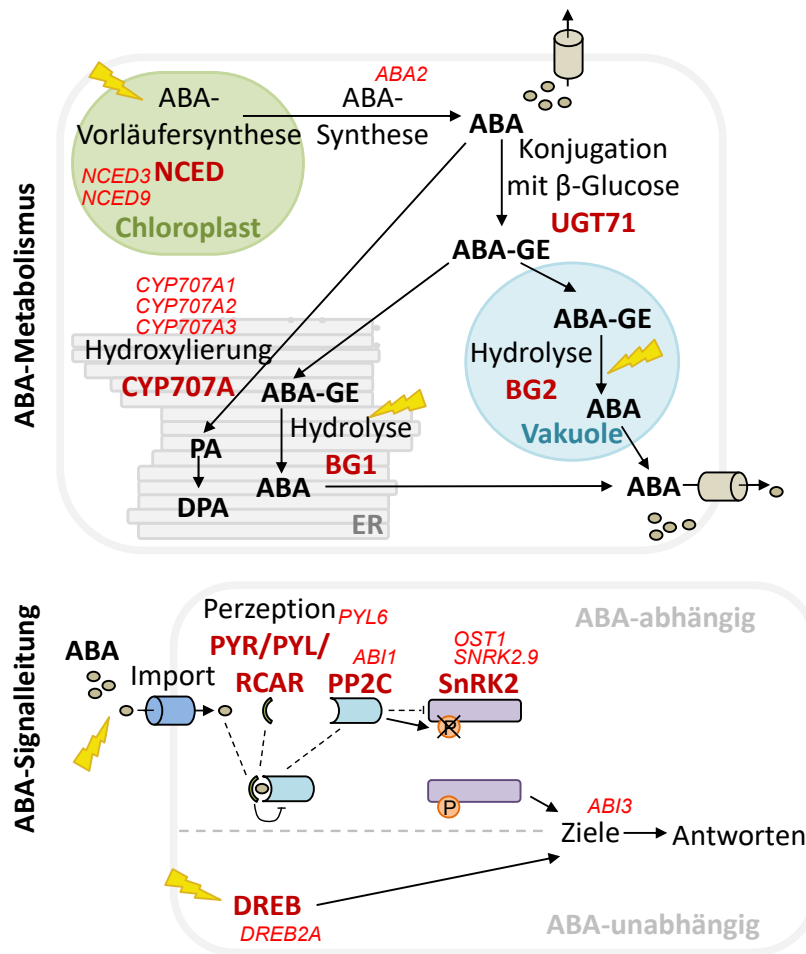 ABA-Metabolismus
ABA2
ABA-
Vorläufersynthese
ABA-
Synthese
ABA
NCED3
NCED
NCED9
Chloroplast
Konjugation
mit β-Glucose
UGT71
ABA-GE
CYP707A1
CYP707A2
CYP707A3
Hydroxylierung
CYP707A
ABA-GE
Hydrolyse
BG1
PA
ABA
DPA
ER
ABA-GE
Hydrolyse
BG2
ABA
Vakuole
ABA
ABA-Signalleitung
ABA
Import
Perzeption
PYL6
PYR/PYL/
RCAR
ABI1
PP2C
OST1
SNRK2.9
SnRK2
ABA-abhängig
P
P
ABI3
Ziele
Antworten
DREB
DREB2A
ABA-unabhängig